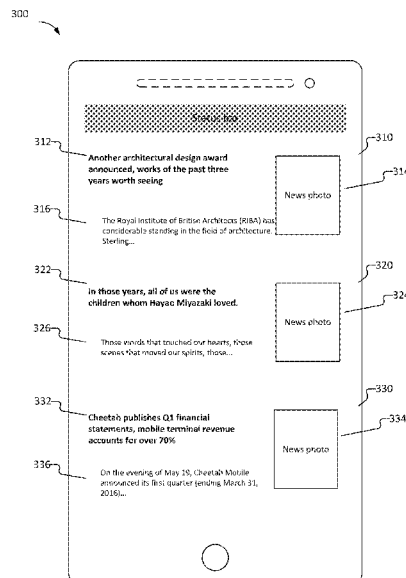 300
Status bar
312
310
Another architectural design award
announced, works of the past three
years worth seeing
314
News photo
316
The Royal Institute of British Architects (RIBA) has
considerable standing in the field of architecture.
Sterling...
322
320
In those years, all of us were the
children whom Hayao Miyazaki loved.
324
News photo
326
Those words that touched our hearts, those
scenes that moved our spirits, those...
332
330
Cheetah publishes Q1 financial
statements, mobile terminal revenue
accounts for over 70%
334
News photo
336
On the evening of May 19, Cheetah Mobile
announced its first quarter (ending March 31,
2016)...